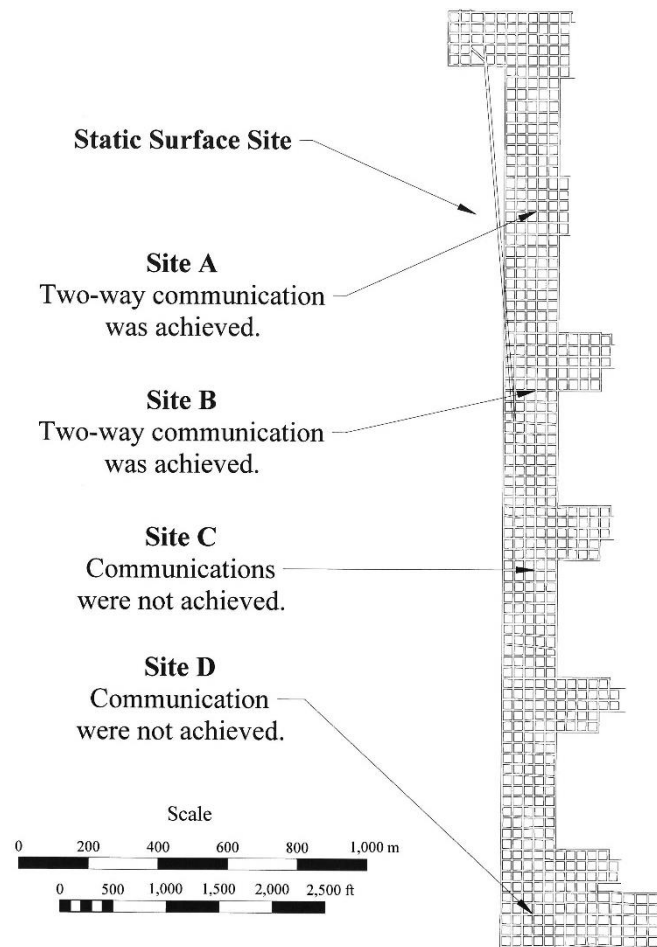 Static Surface Site
Site A
Two-way communication
was achieved.
Site B
Two-way communication
was achieved.
Site C
Communications
were not achieved.
Site D
Communication
were not achieved.
Scale
0 200 400 600 800 1,000 m
0 500 1,000 1,500 2,000 2,500 ft